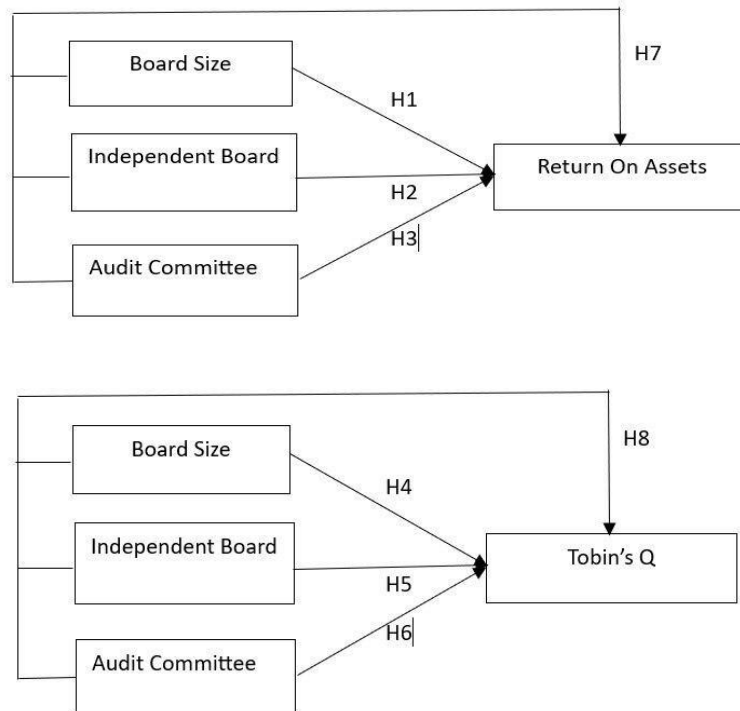 Board Size
H7
H1
Independent Board
Return On Assets
H2
H3
Audit Committee
Board Size
H8
H4
Independent Board
Tobin’s Q
H5
H6
Audit Committee